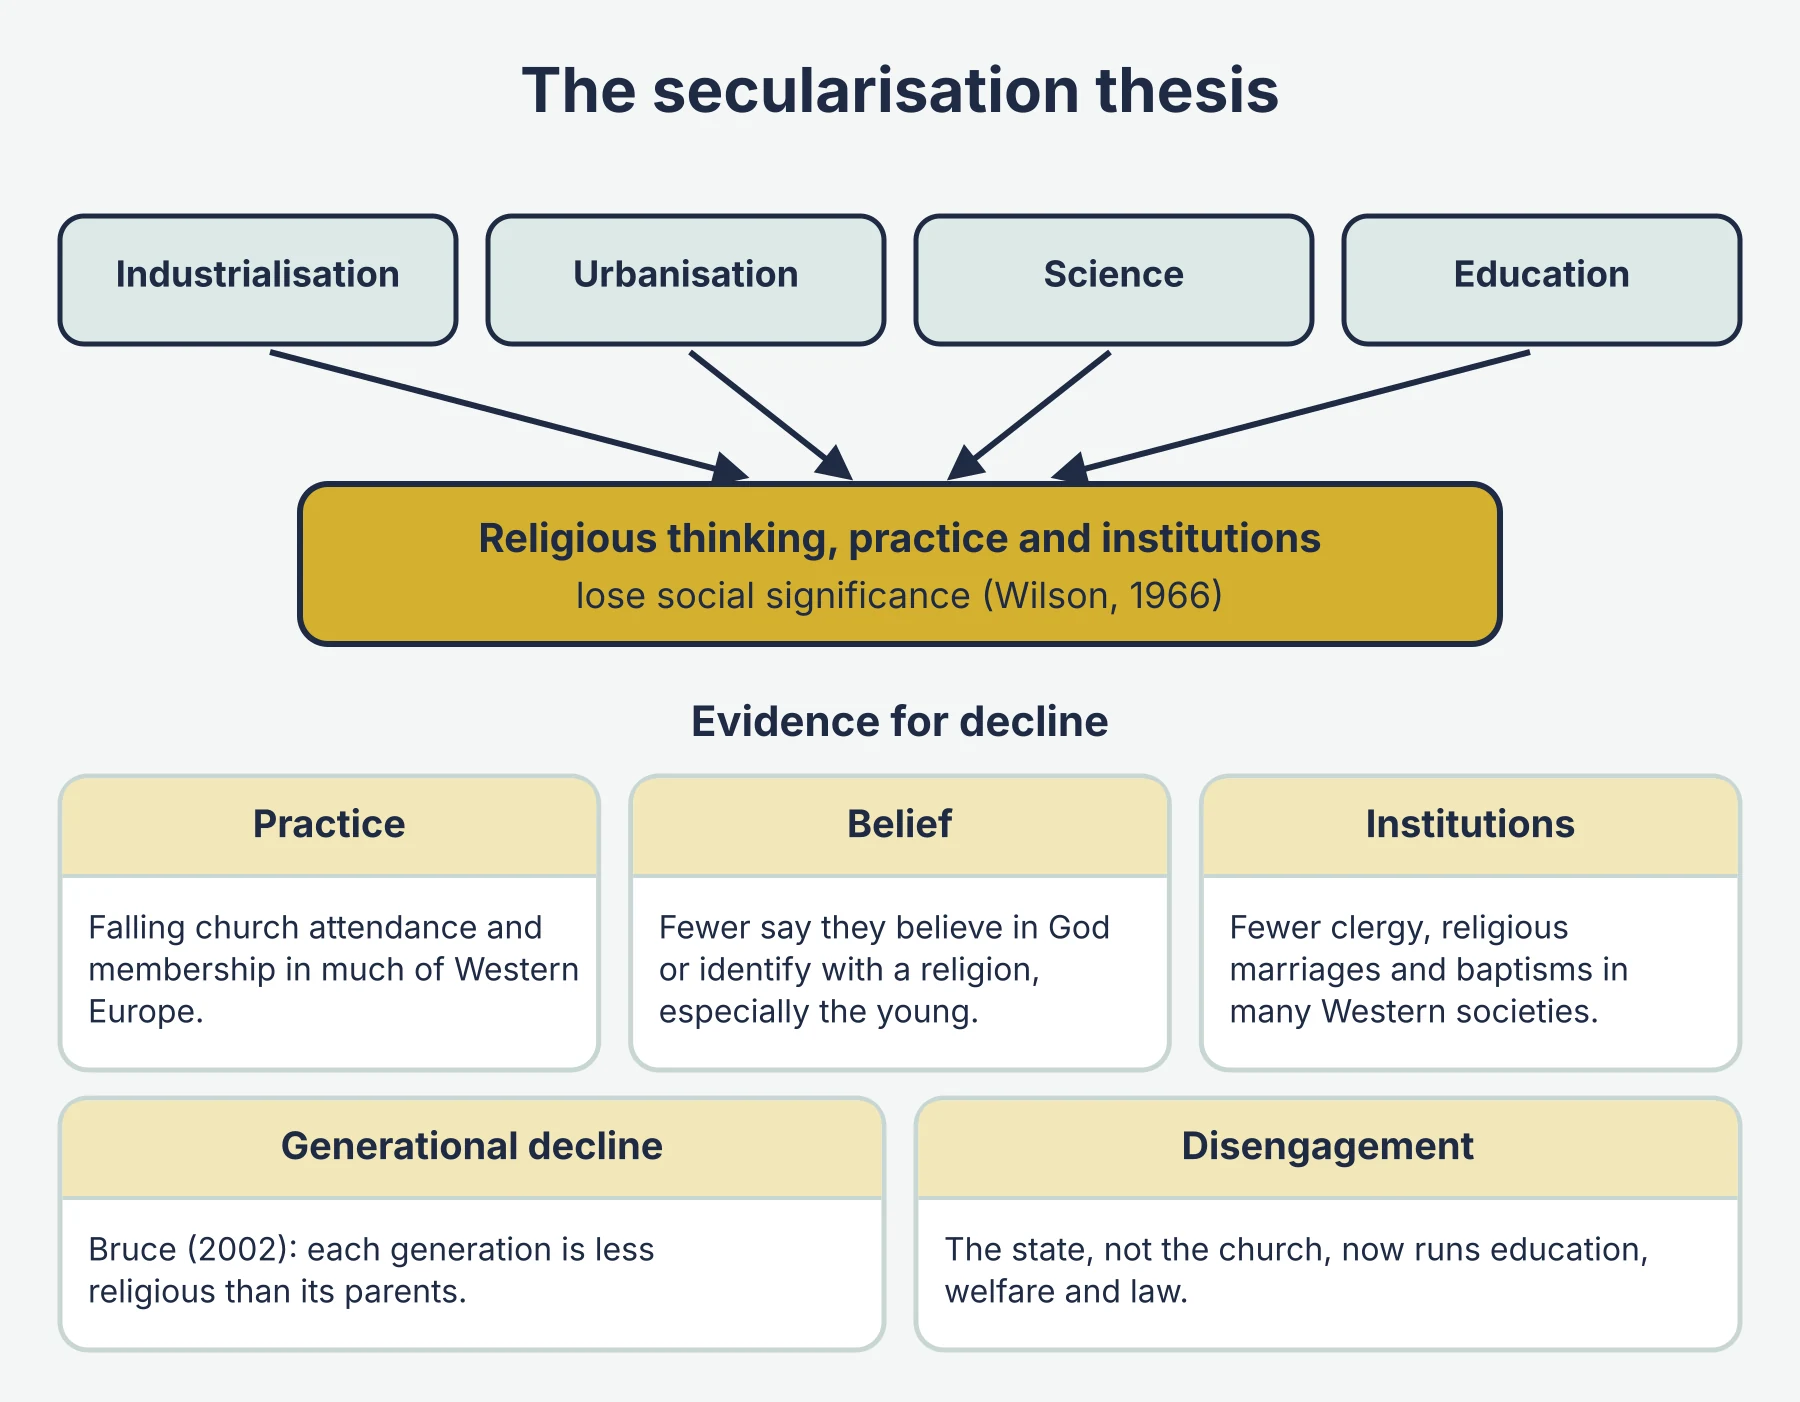 The secularisation thesis
Industrialisation
Urbanisation
Science
Education
Religious thinking, practice and institutions
lose social significance (Wilson, 1966)
Evidence for decline
Practice
Falling church attendance and
membership in much of Western
Europe.
Belief
Fewer say they believe in God
or identify with a religion,
especially the young.
Institutions
Fewer clergy, religious
marriages and baptisms in
many Western societies.
Generational decline
Bruce (2002): each generation is less
religious than its parents.
Disengagement
The state, not the church, now runs education,
welfare and law.